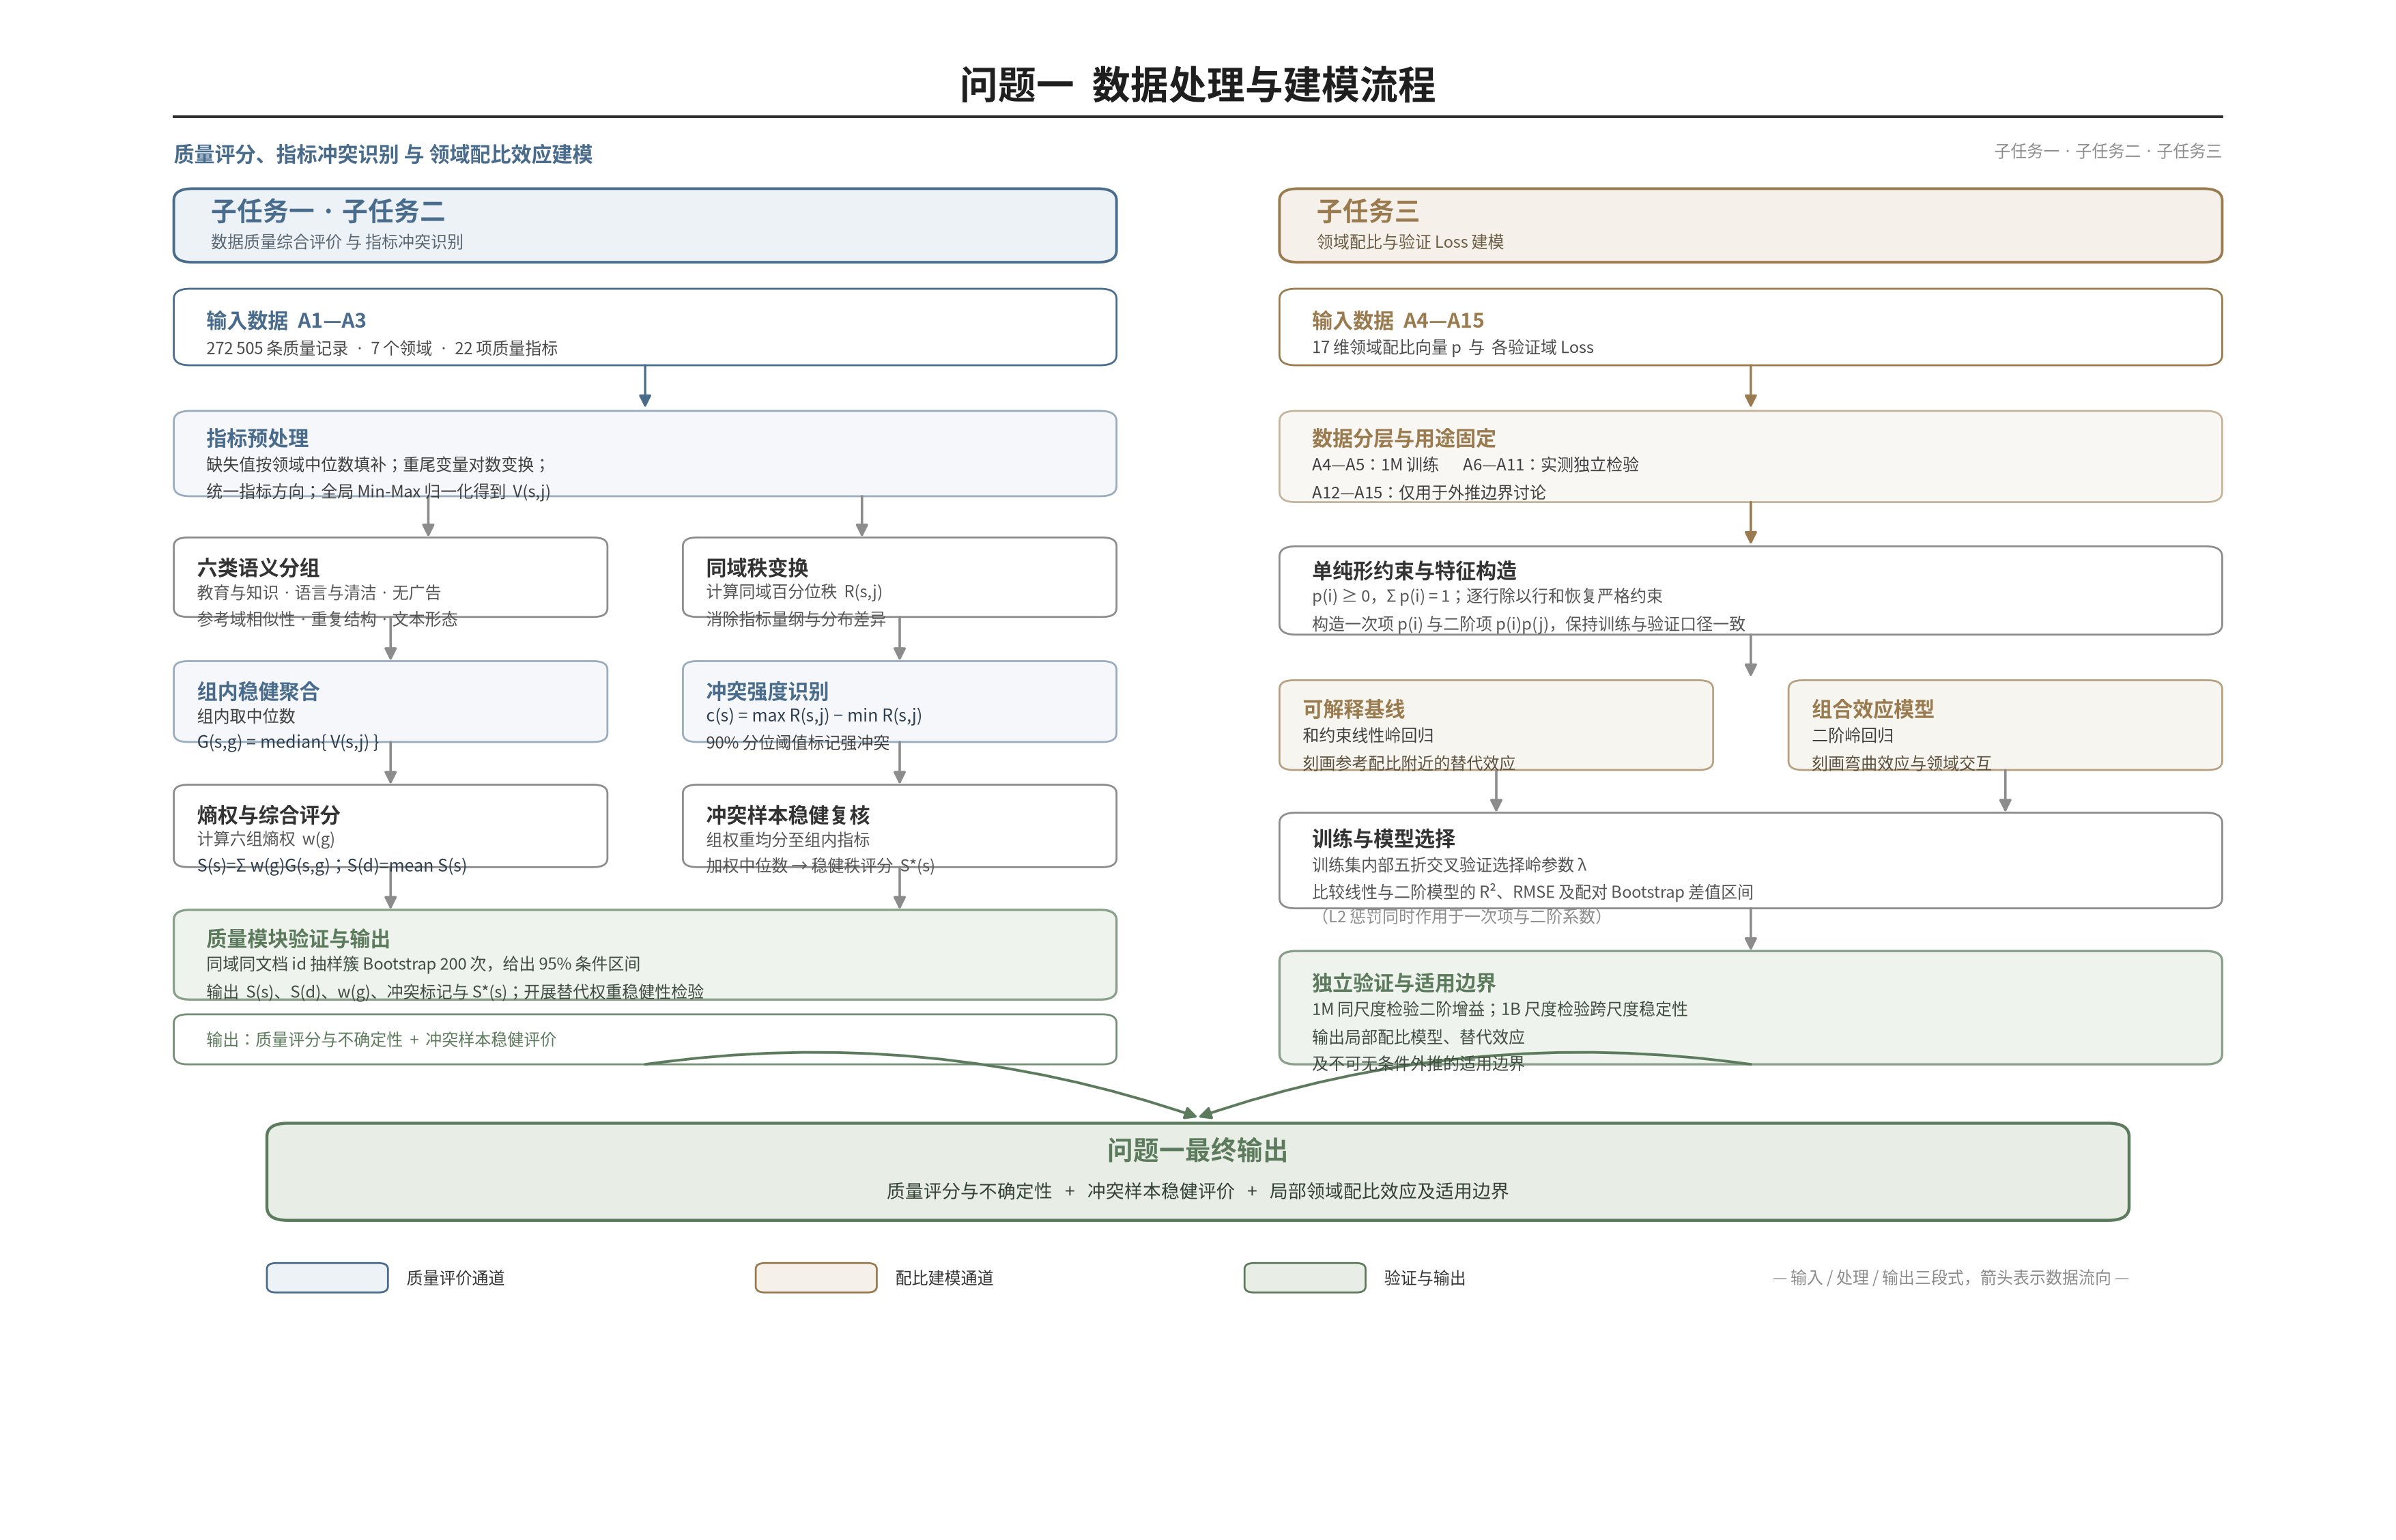 问题一 数据处理与建模流程
质量评分、指标冲突识别 与 领域配比效应建模
子任务一 · 子任务二 · 子任务三
子任务一 · 子任务二
数据质量综合评价 与 指标冲突识别
输入数据 A1—A3
272 505 条质量记录 · 7 个领域 · 22 项质量指标
指标预处理
缺失值按领域中位数填补；重尾变量对数变换；
统一指标方向；全局 Min-Max 归一化得到 V(s,j)
六类语义分组
教育与知识 · 语言与清洁 · 无广告
参考域相似性 · 重复结构 · 文本形态
同域秩变换
计算同域百分位秩 R(s,j)
消除指标量纲与分布差异
组内稳健聚合
组内取中位数
G(s,g) = median{ V(s,j) }
冲突强度识别
c(s) = max R(s,j) − min R(s,j)
90% 分位阈值标记强冲突
熵权与综合评分
计算六组熵权 w(g)
S(s)=Σ w(g)G(s,g)；S(d)=mean S(s)
冲突样本稳健复核
组权重均分至组内指标
加权中位数 → 稳健秩评分 S*(s)
质量模块验证与输出
同域同文档 id 抽样簇 Bootstrap 200 次，给出 95% 条件区间
输出 S(s)、S(d)、w(g)、冲突标记与 S*(s)；开展替代权重稳健性检验
输出：质量评分与不确定性 + 冲突样本稳健评价
子任务三
领域配比与验证 Loss 建模
输入数据 A4—A15
17 维领域配比向量 p 与 各验证域 Loss
数据分层与用途固定
A4—A5：1M 训练 A6—A11：实测独立检验
A12—A15：仅用于外推边界讨论
单纯形约束与特征构造
p(i) ≥ 0，Σ p(i) = 1；逐行除以行和恢复严格约束
构造一次项 p(i) 与二阶项 p(i)p(j)，保持训练与验证口径一致
可解释基线
和约束线性岭回归
刻画参考配比附近的替代效应
组合效应模型
二阶岭回归
刻画弯曲效应与领域交互
训练与模型选择
训练集内部五折交叉验证选择岭参数 λ
比较线性与二阶模型的 R²、RMSE 及配对 Bootstrap 差值区间
（L2 惩罚同时作用于一次项与二阶系数）
独立验证与适用边界
1M 同尺度检验二阶增益；1B 尺度检验跨尺度稳定性
输出局部配比模型、替代效应
及不可无条件外推的适用边界
问题一最终输出
质量评分与不确定性 + 冲突样本稳健评价 + 局部领域配比效应及适用边界
质量评价通道
配比建模通道
验证与输出
— 输入 / 处理 / 输出三段式，箭头表示数据流向 —